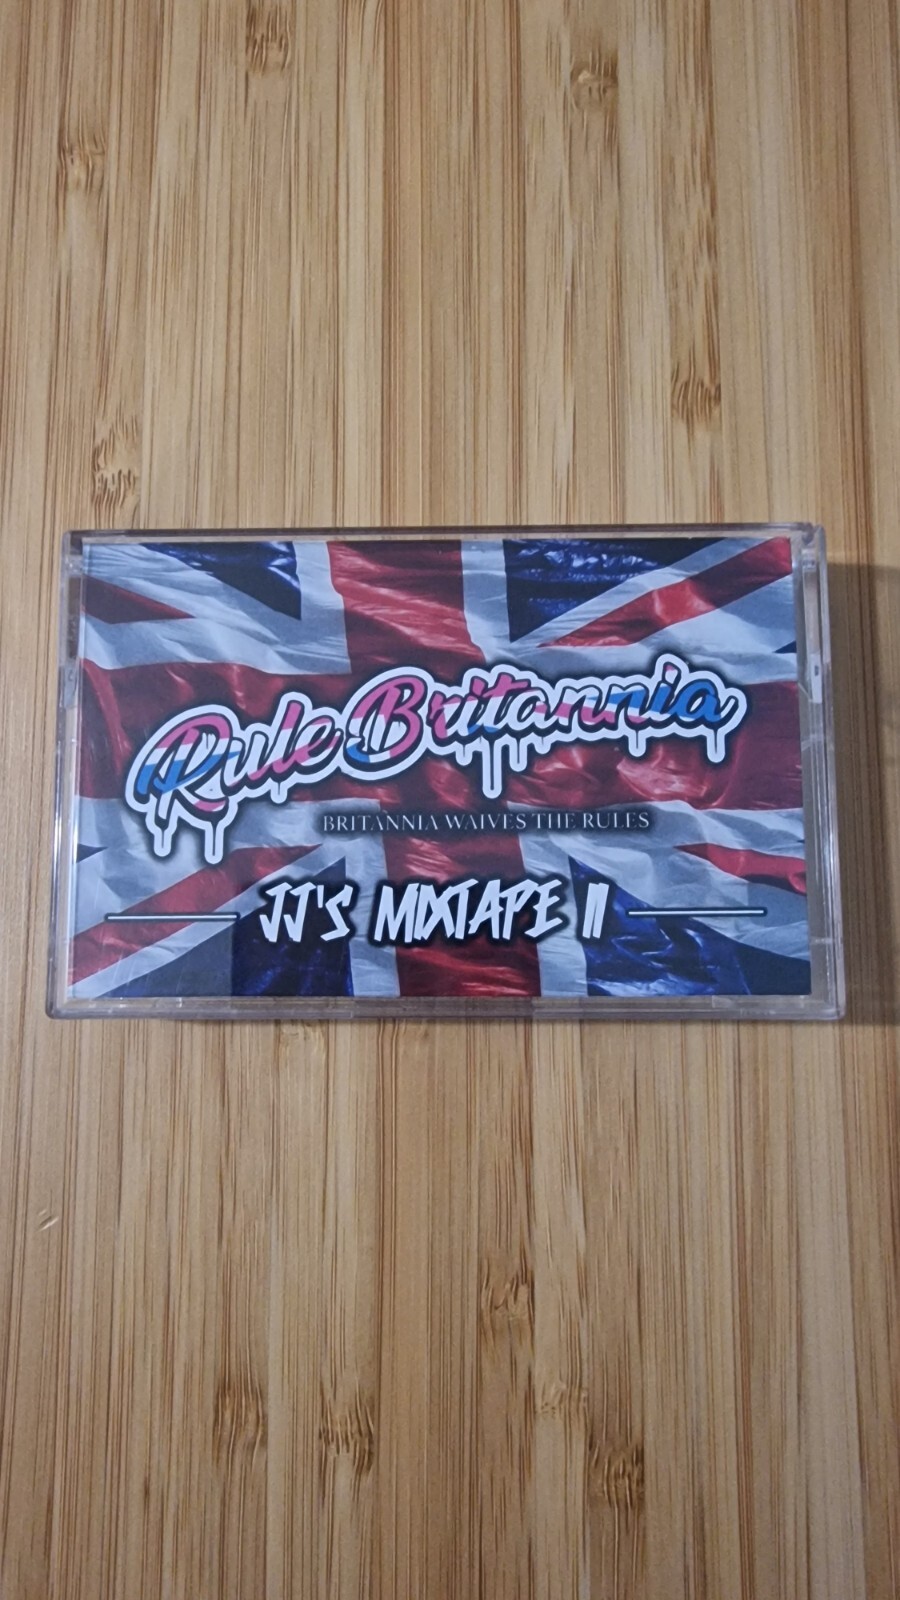 Rule Britannia
BRITANNIA WAIVES THE RULES
JJ'S MIXTAPE II